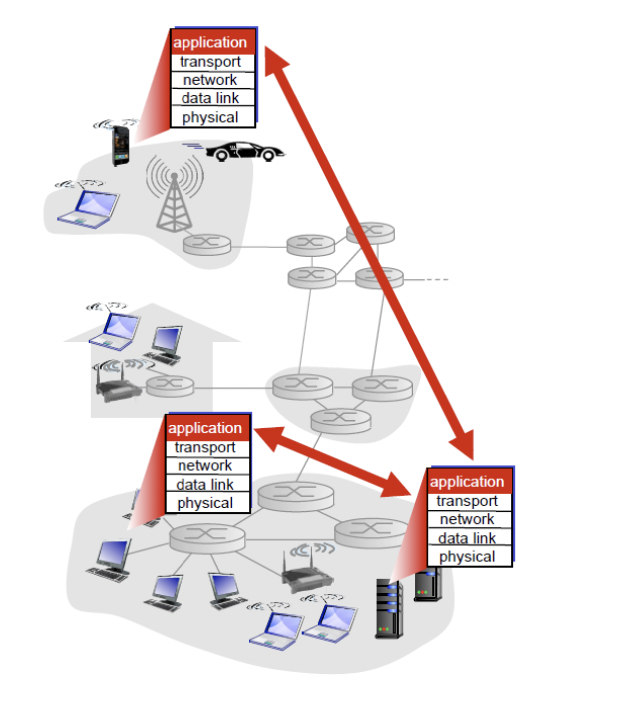 application
transport
network
data link
physical
application
transport
network
data link
physical
application
transport
network
data link
physical